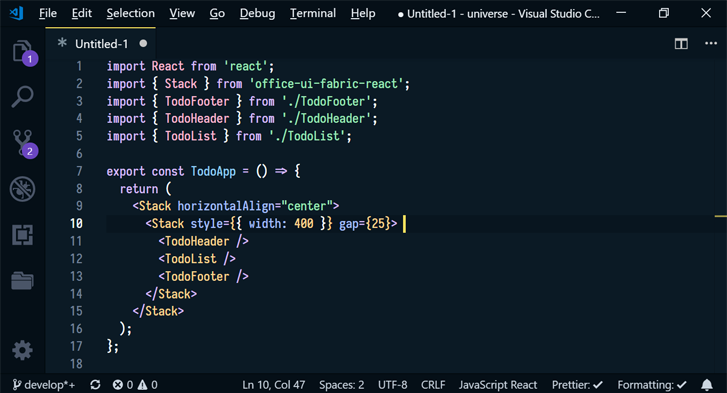 File Edit Selection View Go Debug Terminal Help ● Untitled-1 - universe - Visual Studio C...
Untitled-1 ●
1 import React from 'react';
2 import { Stack } from 'office-ui-fabric-react';
3 import { TodoFooter } from './TodoFooter';
4 import { TodoHeader } from './TodoHeader';
5 import { TodoList } from './TodoList';
6
7 export const TodoApp = () => {
8   return (
9     <Stack horizontalAlign="center">
10       <Stack style={{ width: 400 }} gap={25}>
11         <TodoHeader />
12         <TodoList />
13         <TodoFooter />
14       </Stack>
15     </Stack>
16   );
17 };
18
1
2
develop*+ 0 0 Ln 10, Col 47 Spaces: 2 UTF-8 CRLF JavaScript React Prettier: ✓ Formatting: ✓